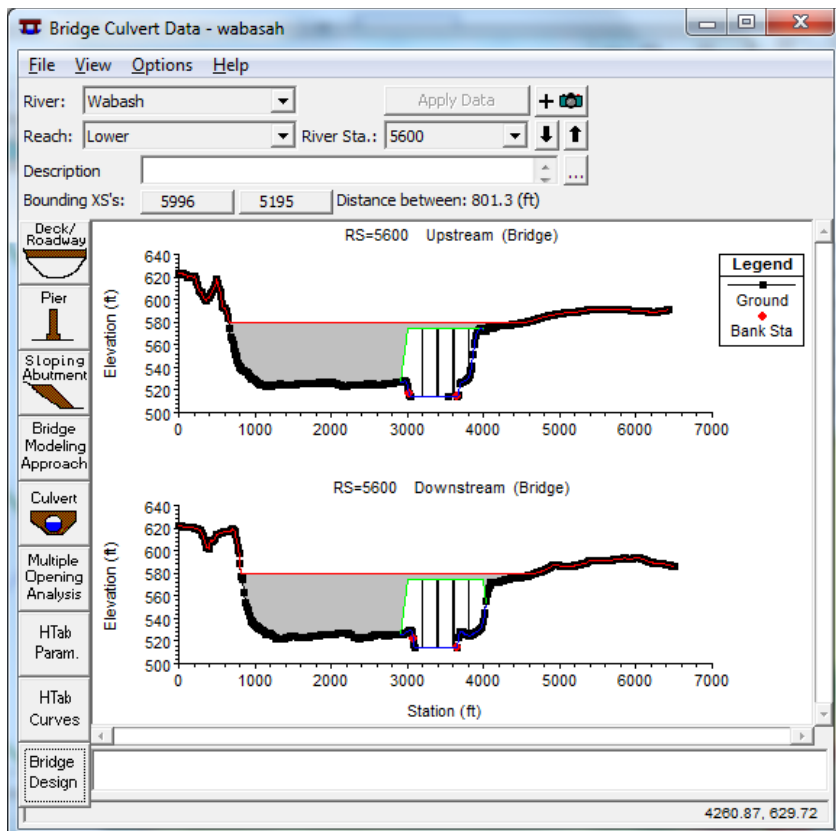 Bridge Culvert Data - wabasah
File View Options Help
River: Wabash Apply Data
Reach: Lower River Sta.: 5600
Description ...
Bounding XS's: 5996 5195 Distance between: 801.3 (ft)
Deck/
Roadway
Pier
Sloping
Abutment
Bridge
Modeling
Approach
Culvert
Multiple
Opening
Analysis
HTab
Param.
HTab
Curves
Bridge
Design
RS=5600 Upstream (Bridge)
Elevation (ft)
640
620
600
580
560
540
520
500
0 1000 2000 3000 4000 5000 6000 7000
Legend
Ground
Bank Sta
RS=5600 Downstream (Bridge)
Elevation (ft)
640
620
600
580
560
540
520
500
0 1000 2000 3000 4000 5000 6000 7000
Station (ft)
4260.87, 629.72